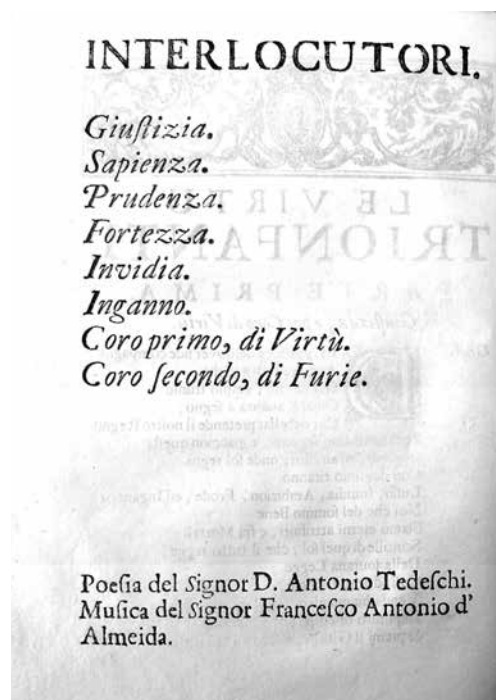 INTERLOCUTORI.
Giuſtizia.
Sapienza.
Prudenza.
Fortezza.
Invidia.
Inganno.
Coro primo, di Virtù.
Coro ſecondo, di Furie.
Poeſia del Signor D. Antonio Tedeſchi.
Muſica del Signor Franceſco Antonio d'
Almeida.